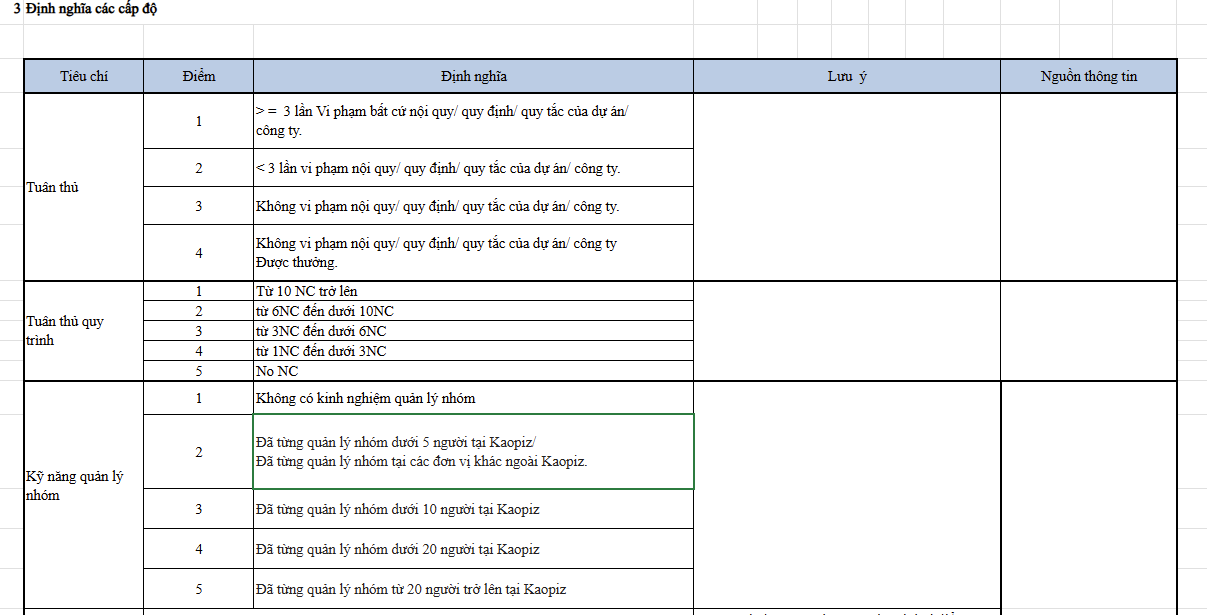 3 Định nghĩa các cấp độ
Tiêu chí
Điểm
Định nghĩa
Lưu ý
Nguồn thông tin
Tuân thủ
1
> = 3 lần Vi phạm bất cứ nội quy/ quy định/ quy tắc của dự án/
công ty.
2
< 3 lần vi phạm nội quy/ quy định/ quy tắc của dự án/ công ty.
3
Không vi phạm nội quy/ quy định/ quy tắc của dự án/ công ty.
4
Không vi phạm nội quy/ quy định/ quy tắc của dự án/ công ty
Được thưởng.
Tuân thủ quy
trình
1
Từ 10 NC trở lên
2
từ 6NC đến dưới 10NC
3
từ 3NC đến dưới 6NC
4
từ 1NC đến dưới 3NC
5
No NC
Kỹ năng quản lý
nhóm
1
Không có kinh nghiệm quản lý nhóm
2
Đã từng quản lý nhóm dưới 5 người tại Kaopiz/
Đã từng quản lý nhóm tại các đơn vị khác ngoài Kaopiz.
3
Đã từng quản lý nhóm dưới 10 người tại Kaopiz
4
Đã từng quản lý nhóm dưới 20 người tại Kaopiz
5
Đã từng quản lý nhóm từ 20 người trở lên tại Kaopiz